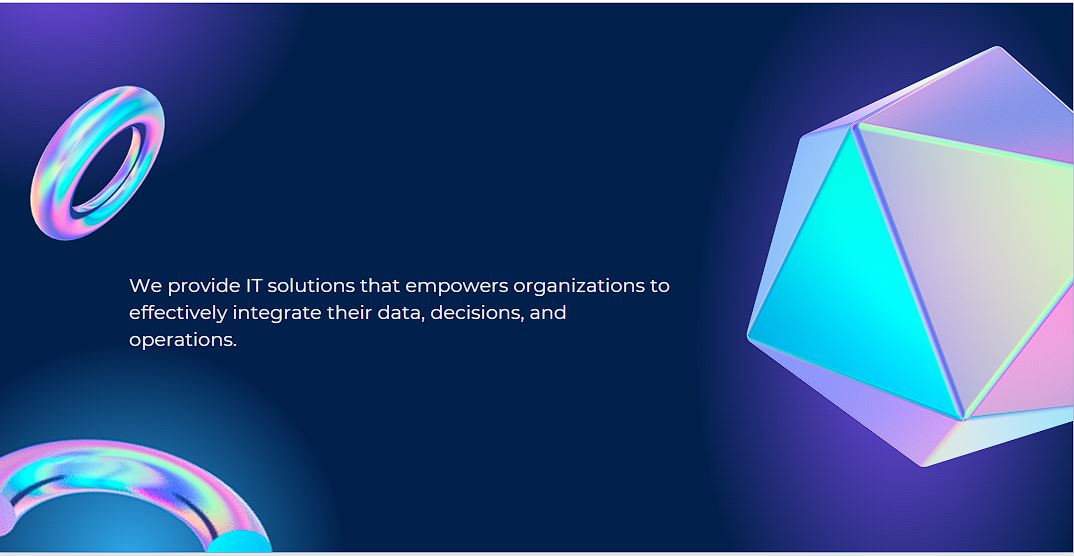 We provide IT solutions that empowers organizations to
effectively integrate their data, decisions, and
operations.